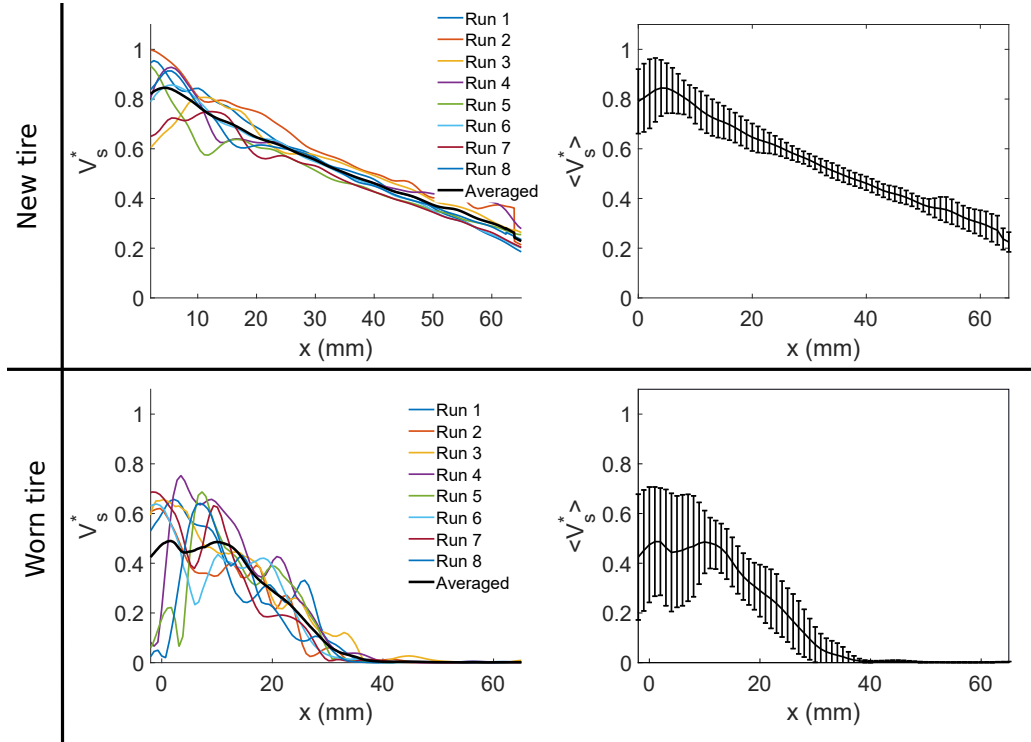 New tire
V*s
1
0.8
0.6
0.4
0.2
0
10
20
30
40
50
60
x (mm)
Run 1
Run 2
Run 3
Run 4
Run 5
Run 6
Run 7
Run 8
Averaged
<V*s>
1
0.8
0.6
0.4
0.2
0
0
20
40
60
x (mm)
Worn tire
V*s
1
0.8
0.6
0.4
0.2
0
0
20
40
60
x (mm)
Run 1
Run 2
Run 3
Run 4
Run 5
Run 6
Run 7
Run 8
Averaged
<V*s>
1
0.8
0.6
0.4
0.2
0
0
20
40
60
x (mm)